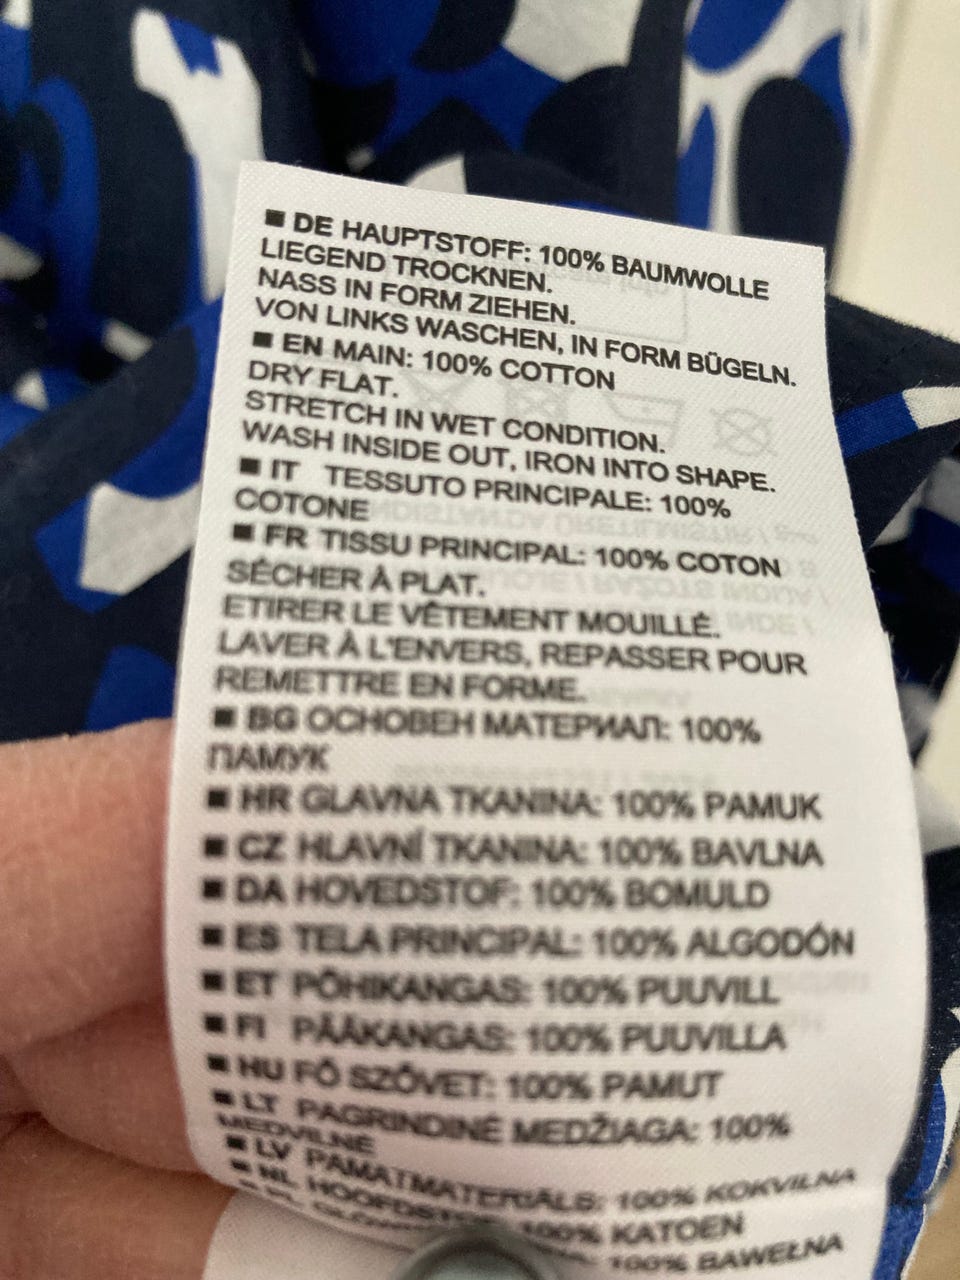 ■ DE HAUPTSTOFF: 100% BAUMWOLLE
LIEGEND TROCKNEN.
NASS IN FORM ZIEHEN.
VON LINKS WASCHEN, IN FORM BÜGELN.
■ EN MAIN: 100% COTTON
DRY FLAT.
STRETCH IN WET CONDITION.
WASH INSIDE OUT, IRON INTO SHAPE.
■ IT TESSUTO PRINCIPALE: 100%
COTONE
■ FR TISSU PRINCIPAL: 100% COTON
SÉCHER À PLAT.
ETIRER LE VÊTEMENT MOUILLÉ.
LAVER À L'ENVERS, REPASSER POUR
REMETTRE EN FORME.
■ BG ОСНОВЕН МАТЕРИАЛ: 100%
ПАМУК
■ HR GLAVNA TKANINA: 100% PAMUK
■ CZ HLAVNÍ TKANINA: 100% BAVLNA
■ DA HOVEDSTOF: 100% BOMULD
■ ES TELA PRINCIPAL: 100% ALGODÓN
■ ET PÕHIKANGAS: 100% PUUVILL
■ FI PÄÄKANGAS: 100% PUUVILLA
■ HU FŐ SZÖVET: 100% PAMUT
■ LT PAGRINDINĖ MEDŽIAGA: 100%
MEDVILNĖ
■ LV PAMATMATERIĀLS: 100% KOKVILNA
■ NL 100% KATOEN
100% BAWEŁNA